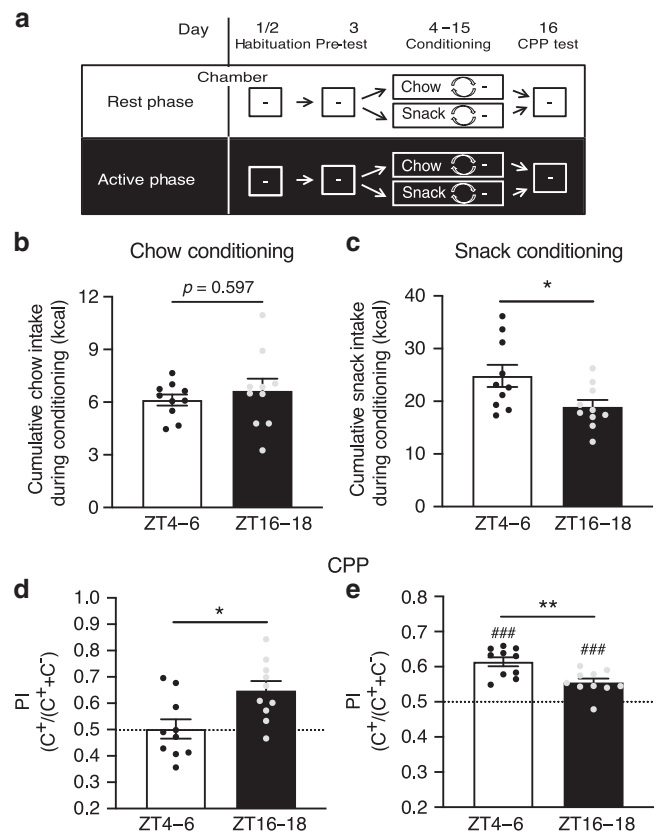 a
Day 1/2 3 4–15 16
Habituation Pre-test Conditioning CPP test
Chamber
Rest phase - - Chow - -
Snack -
Active phase - - Chow - -
Snack -
b Chow conditioning
p = 0.597
Cumulative chow intake
during conditioning (kcal)
12
9
6
3
0
ZT4–6 ZT16–18
c Snack conditioning
*
Cumulative snack intake
during conditioning (kcal)
40
30
20
10
0
ZT4–6 ZT16–18
CPP
d
*
PI
(C⁺/(C⁺+C⁻)
1.0
0.9
0.8
0.7
0.6
0.5
0.4
0.3
0.2
ZT4–6 ZT16–18
e
**
### ###
PI
(C⁺/(C⁺+C⁻)
0.8
0.7
0.6
0.5
0.4
0.3
0.2
ZT4–6 ZT16–18